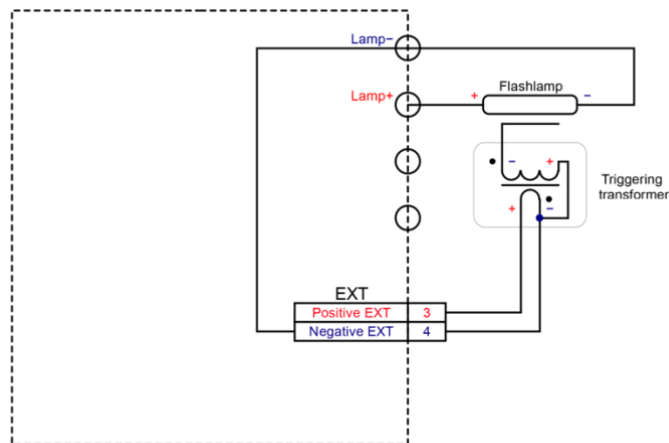 Lamp−
Lamp+
Flashlamp
+
−
−
+
+
−
Triggering
transformer
EXT
Positive EXT 3
Negative EXT 4